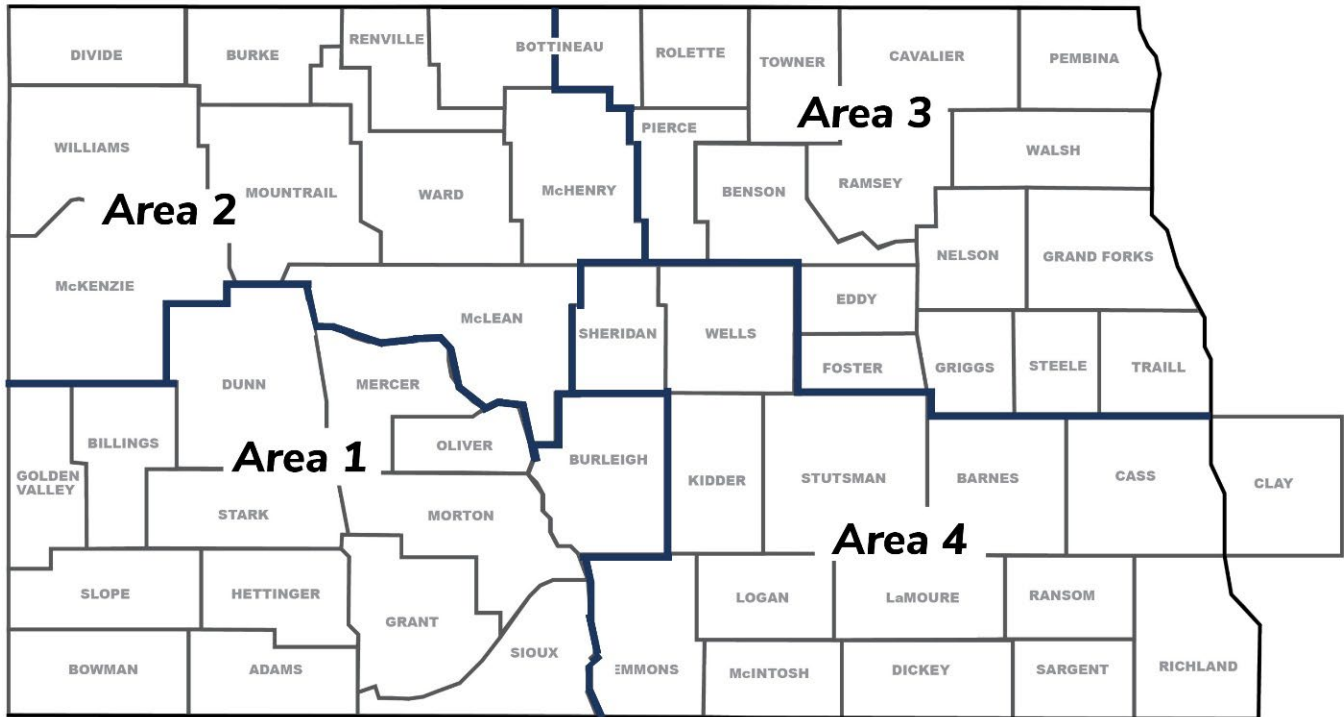 DIVIDE
BURKE
RENVILLE
BOTTINEAU
ROLETTE
TOWNER
CAVALIER
PEMBINA
Area 3
PIERCE
WILLIAMS
WALSH
MOUNTRAIL
WARD
McHENRY
BENSON
RAMSEY
Area 2
NELSON
GRAND FORKS
McKENZIE
EDDY
McLEAN
SHERIDAN
WELLS
FOSTER
GRIGGS
STEELE
TRAILL
DUNN
MERCER
BILLINGS
OLIVER
Area 1
BURLEIGH
GOLDEN
VALLEY
KIDDER
STUTSMAN
BARNES
CASS
CLAY
STARK
MORTON
Area 4
SLOPE
HETTINGER
LOGAN
LaMOURE
RANSOM
GRANT
SIOUX
BOWMAN
ADAMS
EMMONS
McINTOSH
DICKEY
SARGENT
RICHLAND